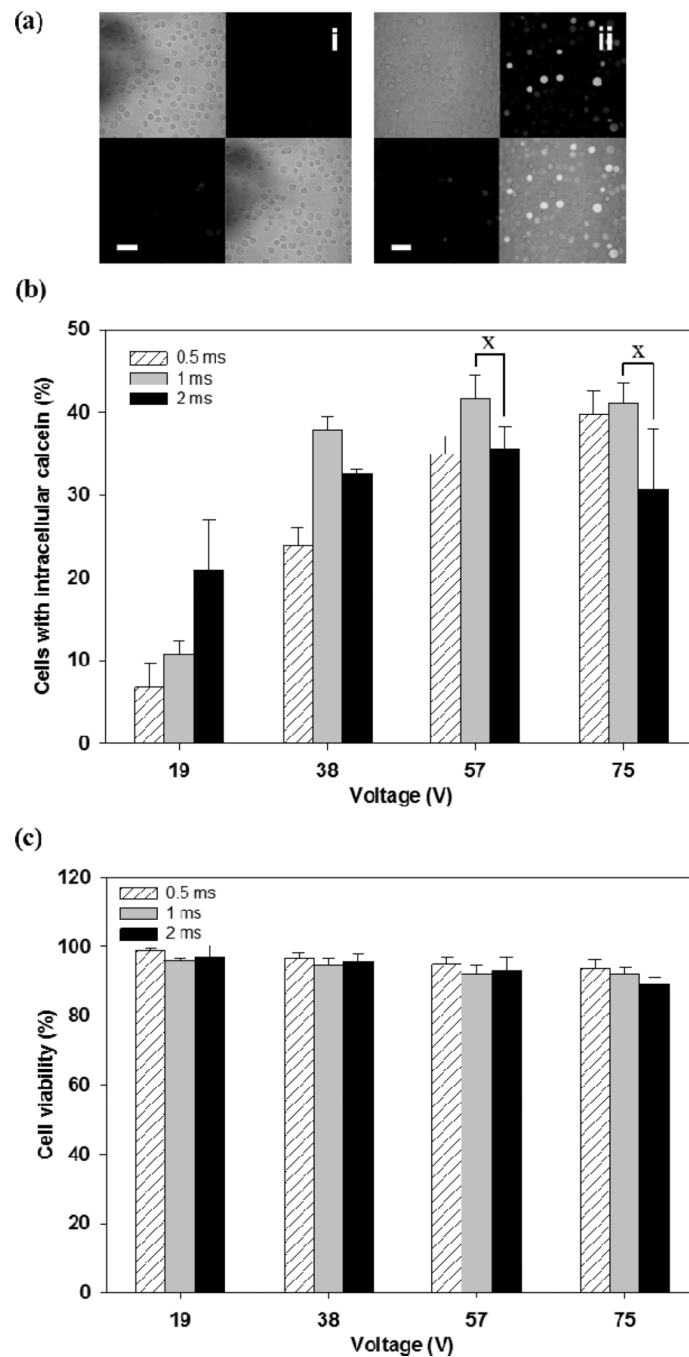 (a)
i
ii
(b)
50
40
30
20
10
0
Cells with intracellular calcein (%)
0.5 ms
1 ms
2 ms
x
x
19
38
57
75
Voltage (V)
(c)
120
100
80
60
40
20
0
Cell viability (%)
0.5 ms
1 ms
2 ms
19
38
57
75
Voltage (V)